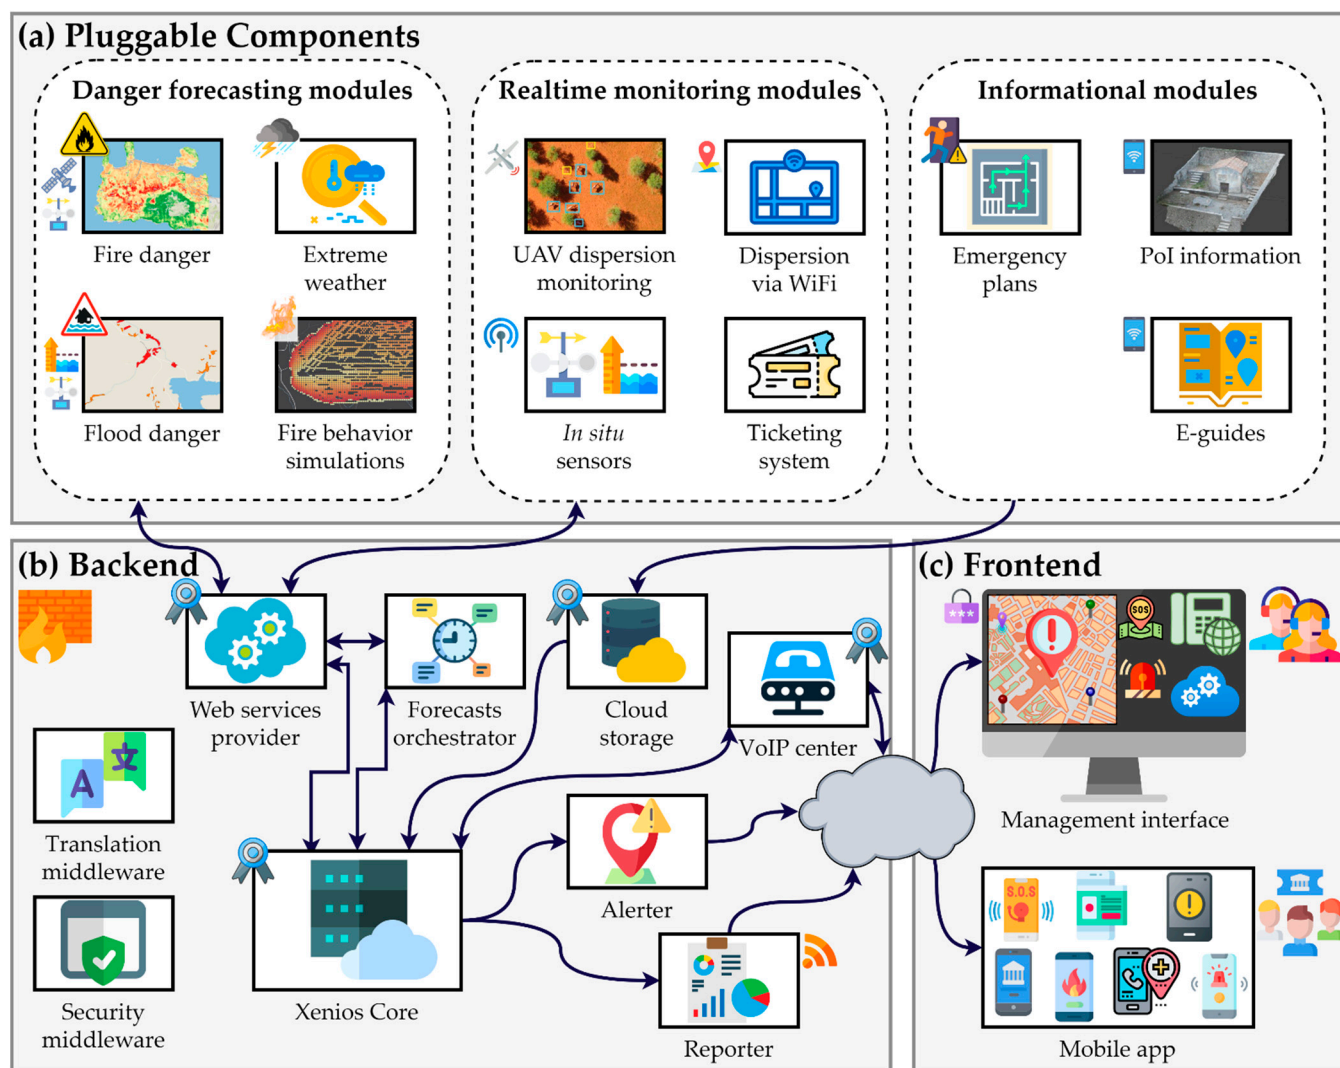 (a) Pluggable Components
Danger forecasting modules
Realtime monitoring modules
Informational modules
Fire danger
Extreme
weather
UAV dispersion
monitoring
Dispersion
via WiFi
Emergency
plans
PoI information
Flood danger
Fire behavior
simulations
In situ
sensors
Ticketing
system
E-guides
(b) Backend
(c) Frontend
***
SOS
Web services
provider
Forecasts
orchestrator
Cloud
storage
VoIP center
Management interface
A 文
Translation
middleware
Alerter
S.O.S
Security
middleware
Xenios Core
Reporter
Mobile app